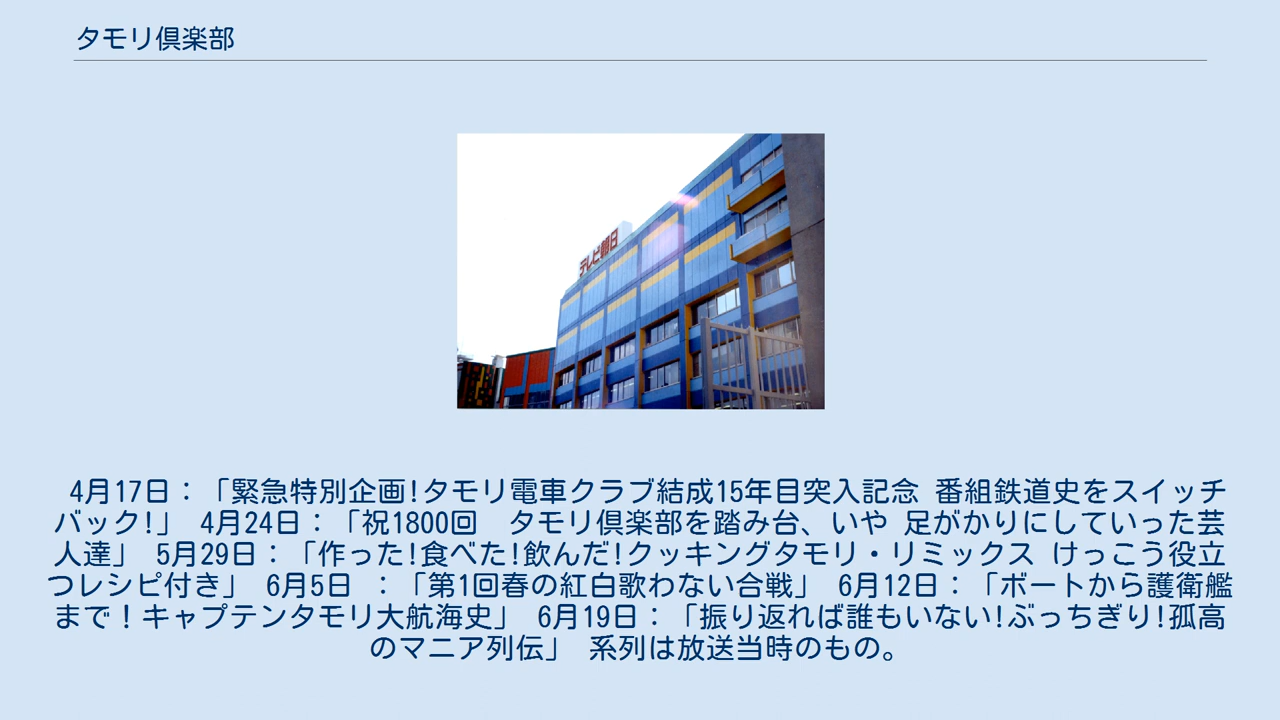 タモリ倶楽部
テレビ朝日
4月17日：「緊急特別企画!タモリ電車クラブ結成15年目突入記念 番組鉄道史をスイッチ
バック!」 4月24日：「祝1800回　タモリ倶楽部を踏み台、いや 足がかりにしていった芸
人達」 5月29日：「作った!食べた!飲んだ!クッキングタモリ・リミックス けっこう役立
つレシピ付き」 6月5日 ：「第1回春の紅白歌わない合戦」 6月12日：「ボートから護衛艦
まで！キャプテンタモリ大航海史」 6月19日：「振り返れば誰もいない!ぶっちぎり!孤高
のマニア列伝」 系列は放送当時のもの。